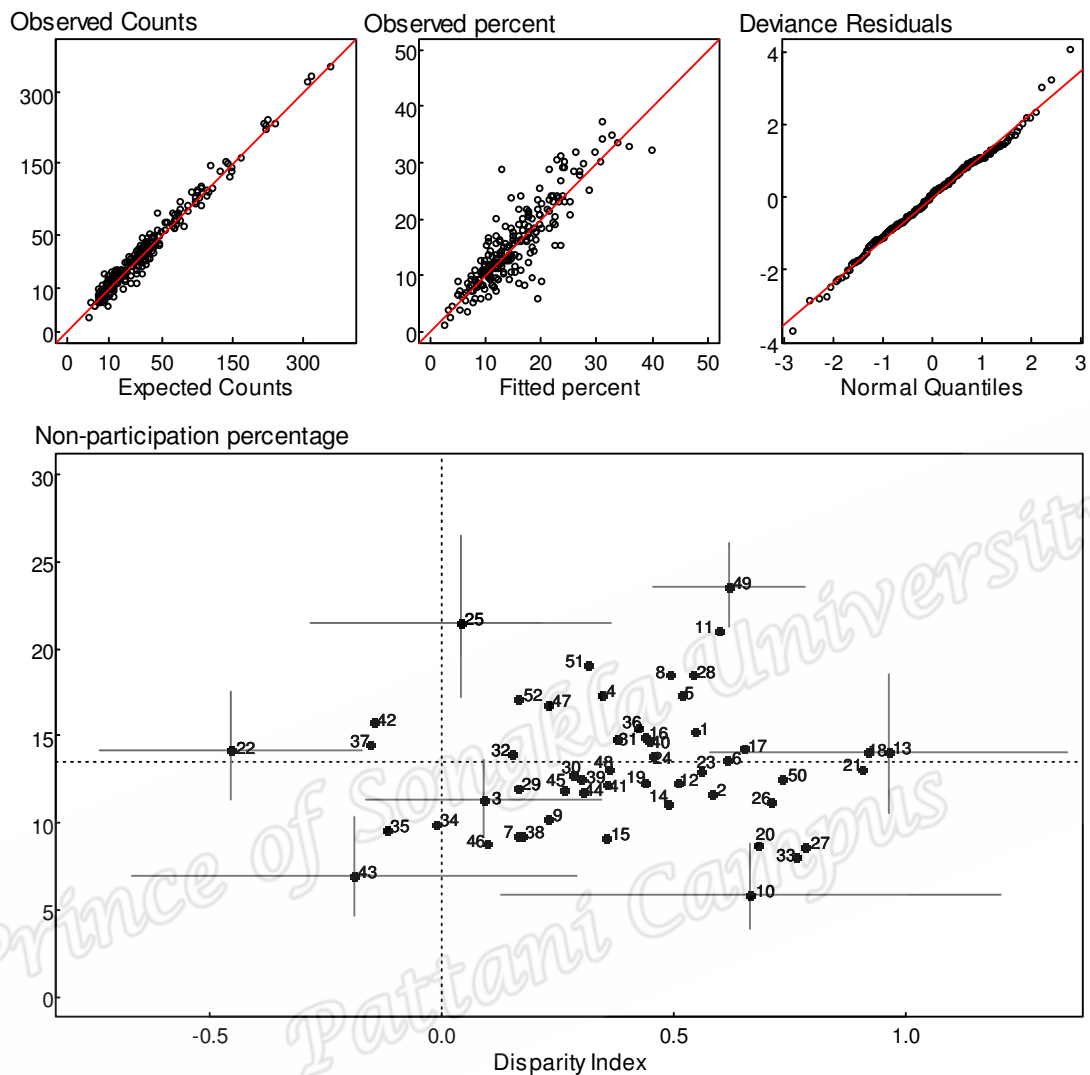 Observed Counts
Observed percent
Deviance Residuals
300
150
50
10
0
0 10 50 150 300
Expected Counts
50
40
30
20
10
0
0 10 20 30 40 50
Fitted percent
4
2
0
-2
-4
-3 -2 -1 0 1 2 3
Normal Quantiles
Non-participation percentage
30
25
20
15
10
5
0
49
25
11
51
8 28
52 47 4 5
42
36 1
37 31 16 40
22 32 24 17 18 13
6
48 23 21
30 39 19 12 50
29 45 44 41 2
3 14 26
35 34 9
46 7 38 15 20 27
33
43
10
-0.5 0.0 0.5 1.0
Disparity Index
Prince of Songkla University
Pattani Campus